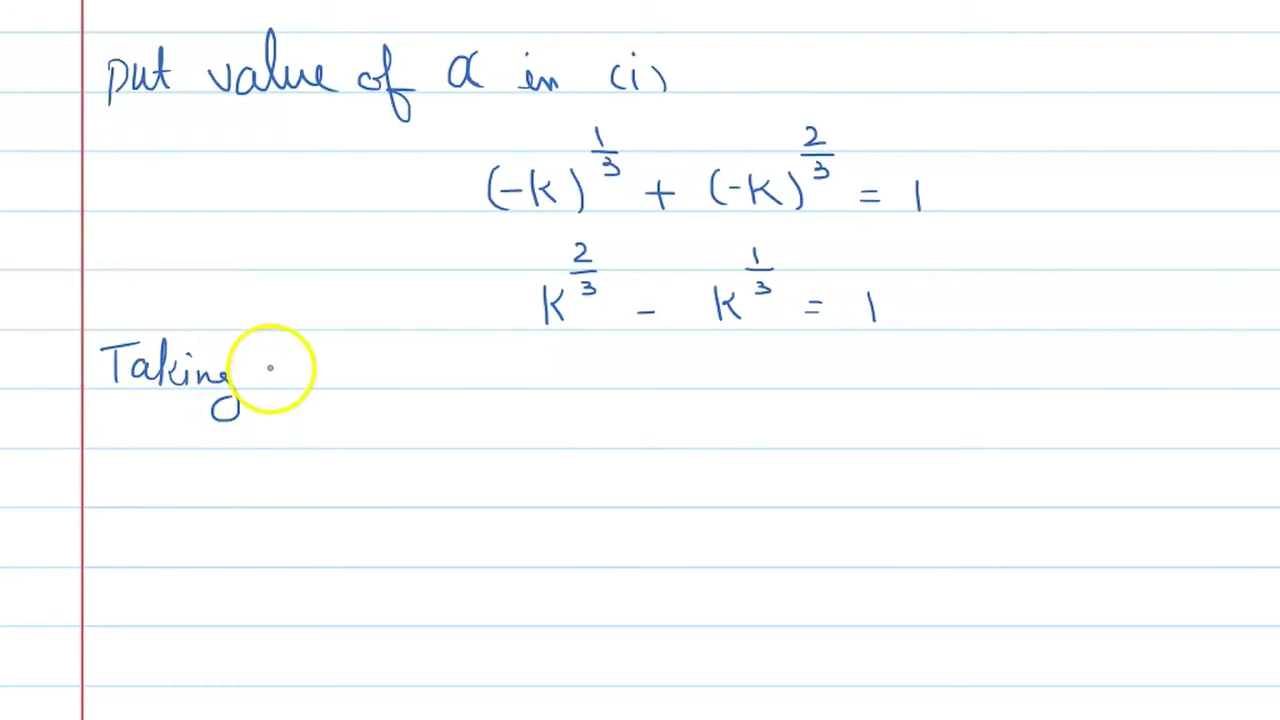 put value of α in (i)
(-k)^{1/3} + (-k)^{2/3} = 1
k^{2/3} - k^{1/3} = 1
Taking